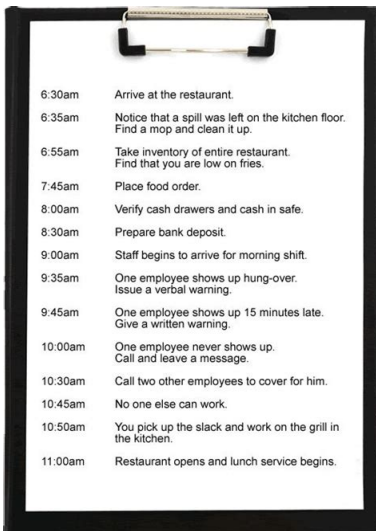 6:30am Arrive at the restaurant.
6:35am Notice that a spill was left on the kitchen floor.
Find a mop and clean it up.
6:55am Take inventory of entire restaurant.
Find that you are low on fries.
7:45am Place food order.
8:00am Verify cash drawers and cash in safe.
8:30am Prepare bank deposit.
9:00am Staff begins to arrive for morning shift.
9:35am One employee shows up hung-over.
Issue a verbal warning.
9:45am One employee shows up 15 minutes late.
Give a written warning.
10:00am One employee never shows up.
Call and leave a message.
10:30am Call two other employees to cover for him.
10:45am No one else can work.
10:50am You pick up the slack and work on the grill in
the kitchen.
11:00am Restaurant opens and lunch service begins.